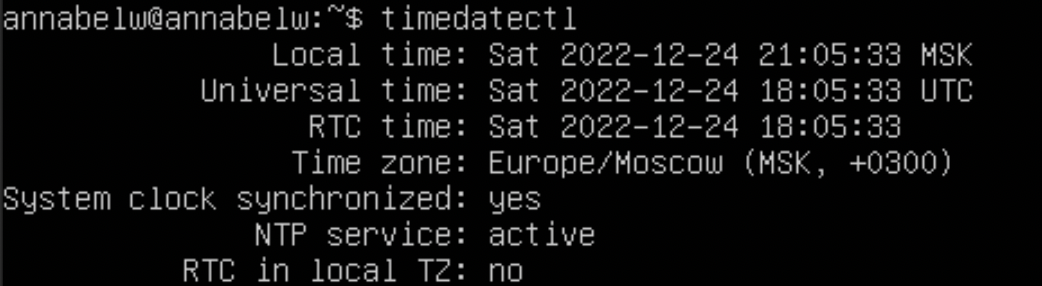 annabelw@annabelw:~$ timedatectl
Local time: Sat 2022-12-24 21:05:33 MSK
Universal time: Sat 2022-12-24 18:05:33 UTC
RTC time: Sat 2022-12-24 18:05:33
Time zone: Europe/Moscow (MSK, +0300)
System clock synchronized: yes
NTP service: active
RTC in local TZ: no